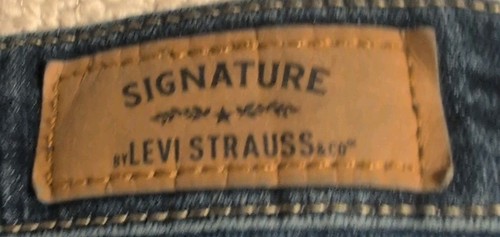 SIGNATURE
BY LEVI STRAUSS & CO™